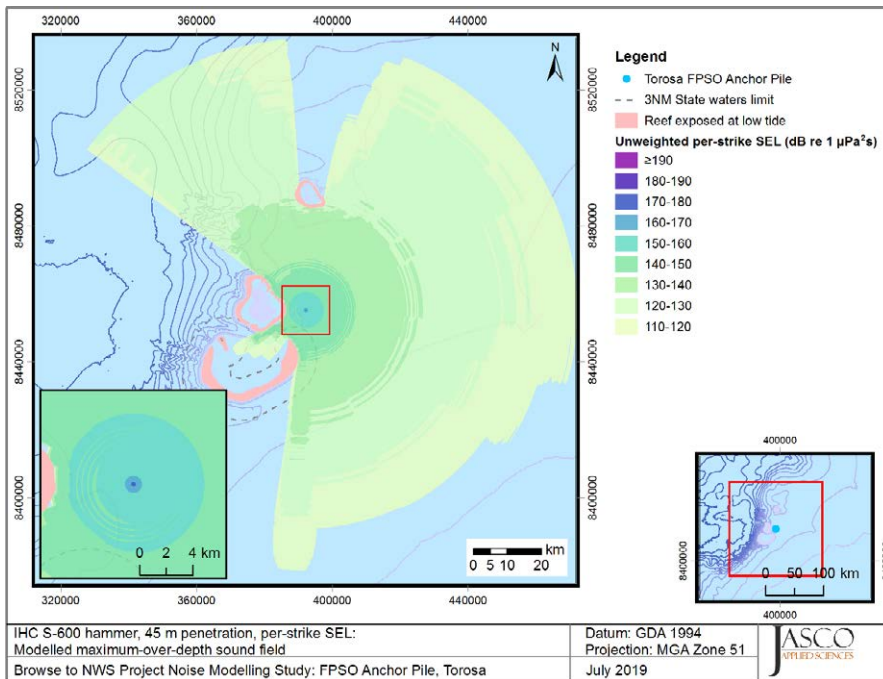 320000 360000 400000 440000
N
8520000 8520000
8480000 8480000
8440000 8440000
8400000 8400000
0 2 4 km
km
0 5 10 20
320000 360000 400000 440000
Legend
Torosa FPSO Anchor Pile
3NM State waters limit
Reef exposed at low tide
Unweighted per-strike SEL (dB re 1 µPa²s)
≥190
180-190
170-180
160-170
150-160
140-150
130-140
120-130
110-120
400000
8400000 8400000
0 50 100 km
400000
IHC S-600 hammer, 45 m penetration, per-strike SEL:
Modelled maximum-over-depth sound field
Browse to NWS Project Noise Modelling Study: FPSO Anchor Pile, Torosa
Datum: GDA 1994
Projection: MGA Zone 51
July 2019
JASCO
APPLIED SCIENCES